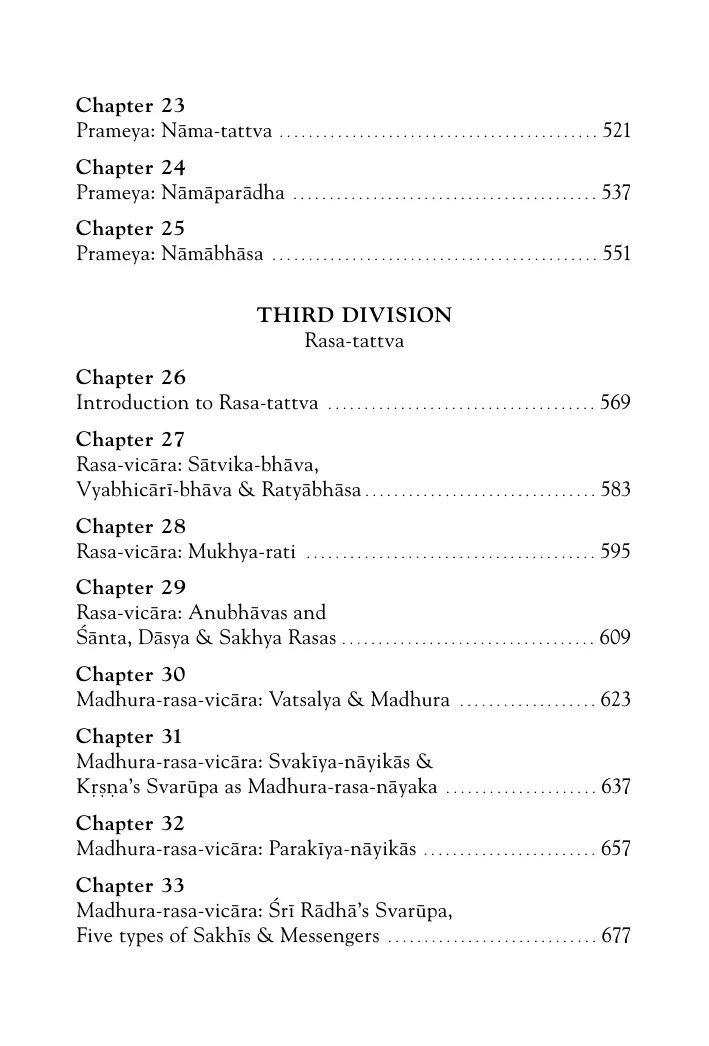 Chapter 23
Prameya: Nāma-tattva ............................................ 521
Chapter 24
Prameya: Nāmāparādha .......................................... 537
Chapter 25
Prameya: Nāmābhāsa ............................................. 551
THIRD DIVISION
Rasa-tattva
Chapter 26
Introduction to Rasa-tattva ..................................... 569
Chapter 27
Rasa-vicāra: Sātvika-bhāva,
Vyabhicārī-bhāva & Ratyābhāsa ................................ 583
Chapter 28
Rasa-vicāra: Mukhya-rati ........................................ 595
Chapter 29
Rasa-vicāra: Anubhāvas and
Śānta, Dāsya & Sakhya Rasas ................................... 609
Chapter 30
Madhura-rasa-vicāra: Vatsalya & Madhura ................... 623
Chapter 31
Madhura-rasa-vicāra: Svakīya-nāyikās &
Kṛṣṇa’s Svarūpa as Madhura-rasa-nāyaka ..................... 637
Chapter 32
Madhura-rasa-vicāra: Parakīya-nāyikās ........................ 657
Chapter 33
Madhura-rasa-vicāra: Śrī Rādhā’s Svarūpa,
Five types of Sakhīs & Messengers ............................. 677